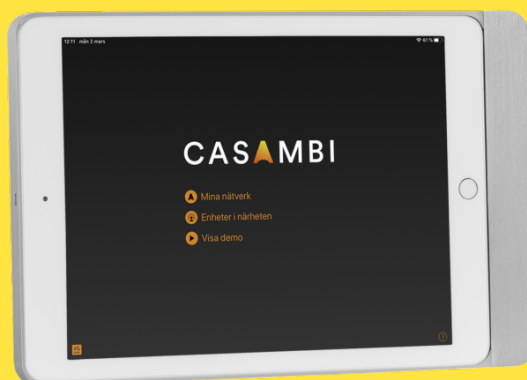 12:11 mån 2 mars
61 %
CASAMBI
Mina nätverk
Enheter i närheten
Visa demo